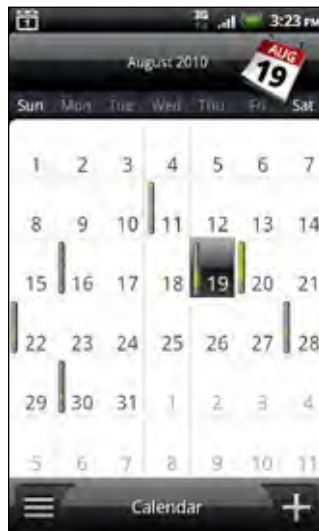 1 3G 3:23 PM
August 2010
AUG
19
Sun Mon Tue Wed Thu Fri Sat
1 2 3 4 5 6 7
8 9 10 11 12 13 14
15 16 17 18 19 20 21
22 23 24 25 26 27 28
29 30 31 1 2 3 4
5 6 7 8 9 10 11
Calendar